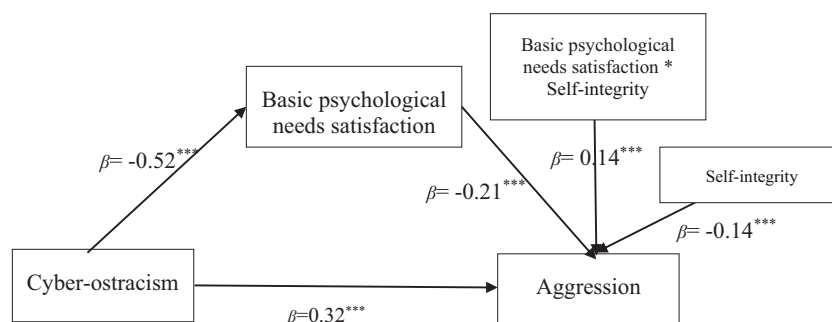 Basic psychological
needs satisfaction *
Self-integrity
Basic psychological
needs satisfaction
β= -0.52***
β= 0.14***
Self-integrity
β= -0.21***
β= -0.14***
Cyber-ostracism
Aggression
β=0.32***